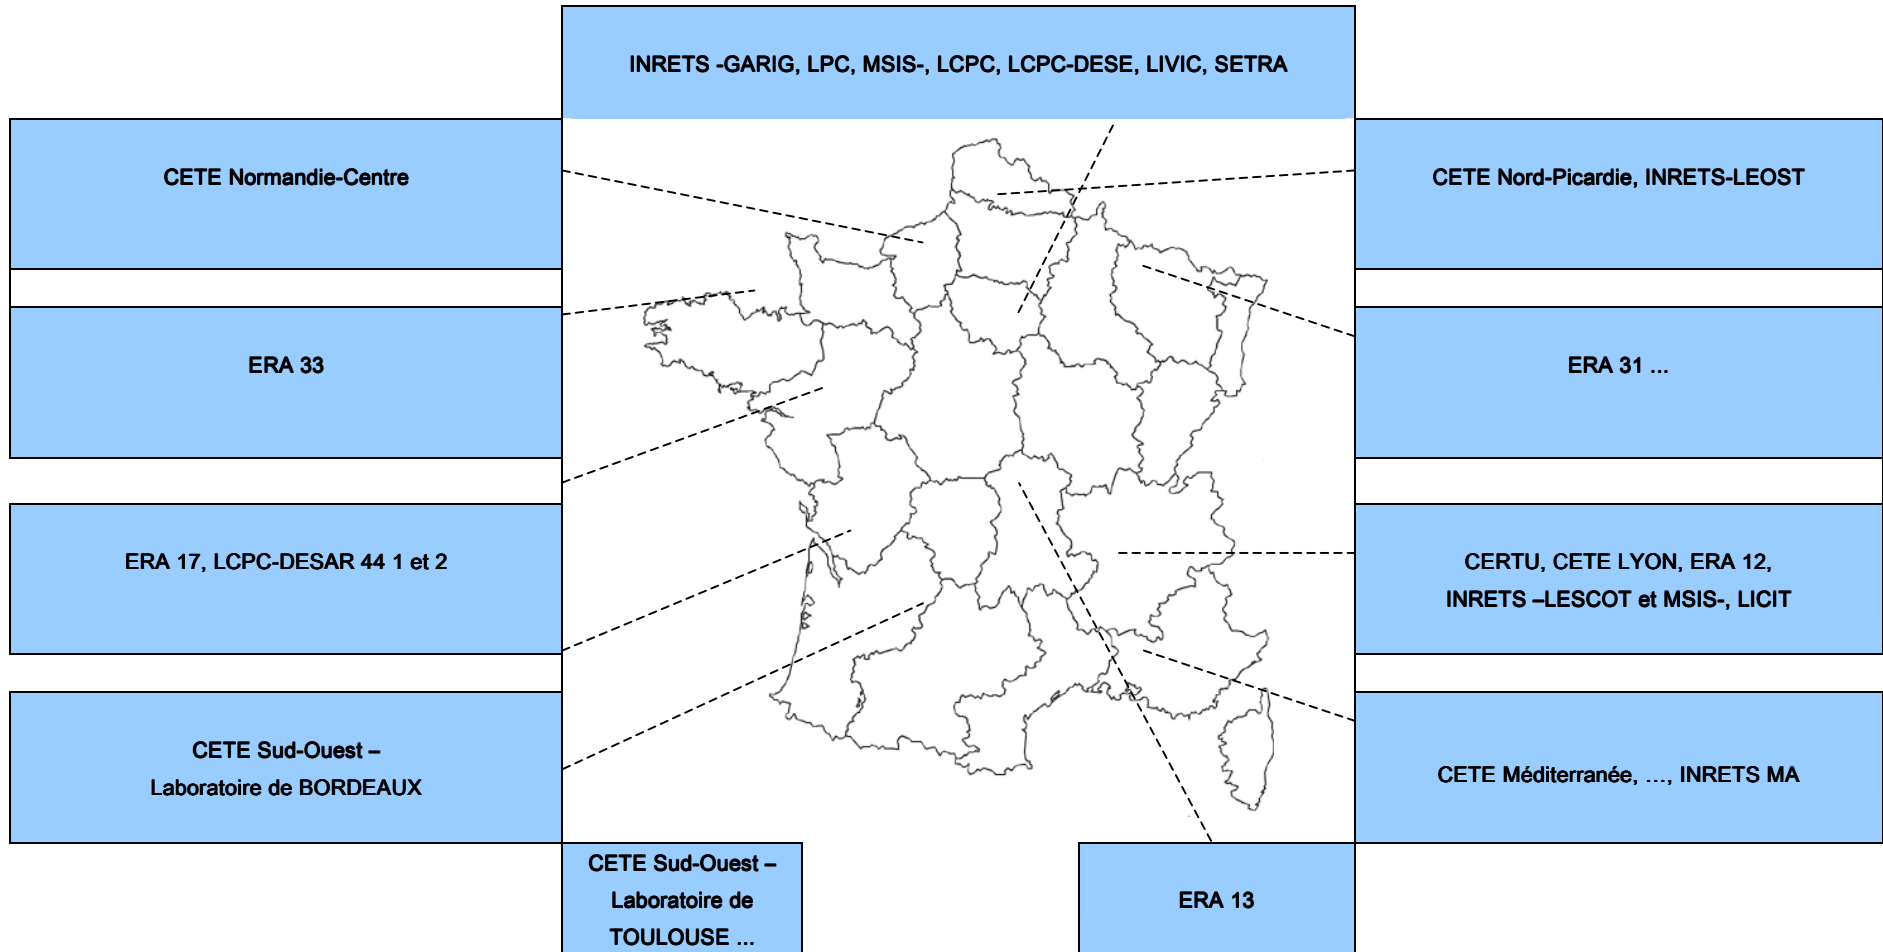 INRETS -GARIG, LPC, MSIS-, LCPC, LCPC-DESE, LIVIC, SETRA
CETE Normandie-Centre
CETE Nord-Picardie, INRETS-LEOST
ERA 33
ERA 31 ...
ERA 17, LCPC-DESAR 44 1 et 2
CERTU, CETE LYON, ERA 12,
INRETS –LESCOT et MSIS-, LICIT
CETE Sud-Ouest –
Laboratoire de BORDEAUX
CETE Méditerranée, ..., INRETS MA
CETE Sud-Ouest –
Laboratoire de
TOULOUSE ...
ERA 13